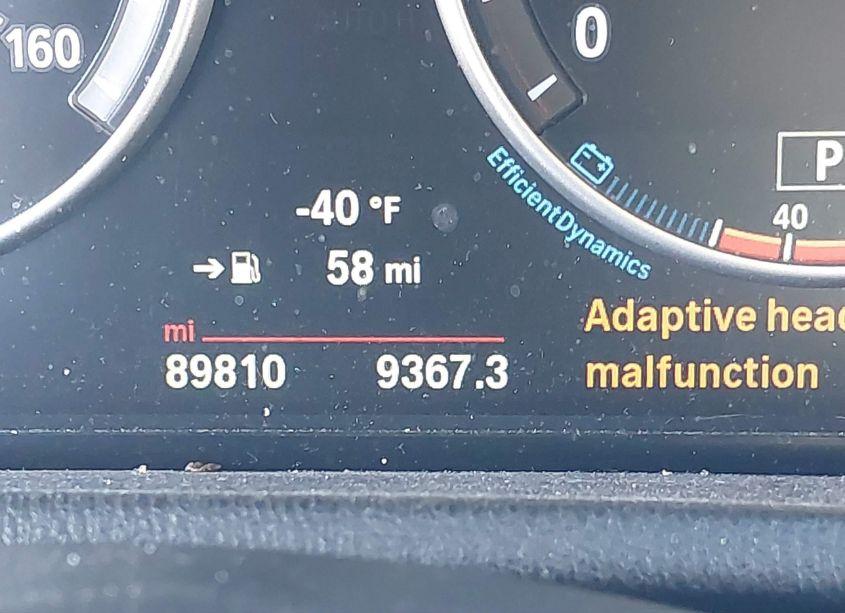 160
0
P
EfficientDynamics
40
-40 °F
58 mi
mi
89810 9367.3
Adaptive hea
malfunction